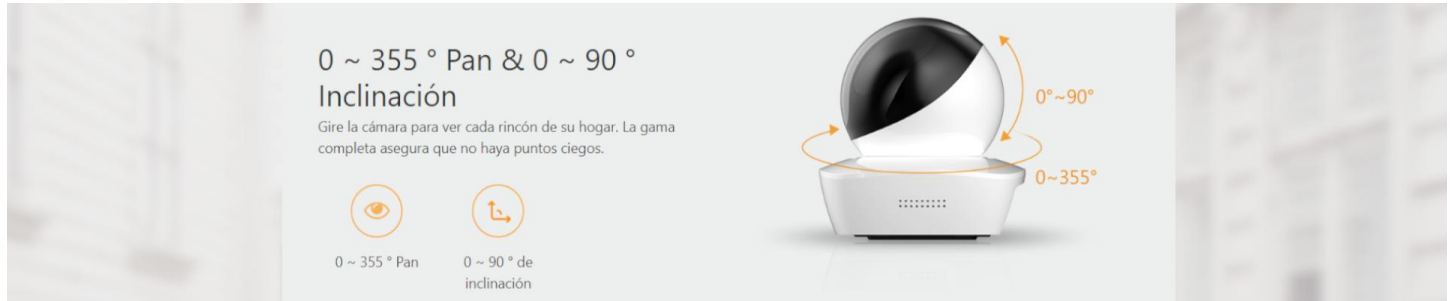 0 ~ 355 ° Pan & 0 ~ 90 °
Inclinación
Gire la cámara para ver cada rincón de su hogar. La gama
completa asegura que no haya puntos ciegos.
0 ~ 355 ° Pan
0 ~ 90 ° de
inclinación
0°~90°
0~355°